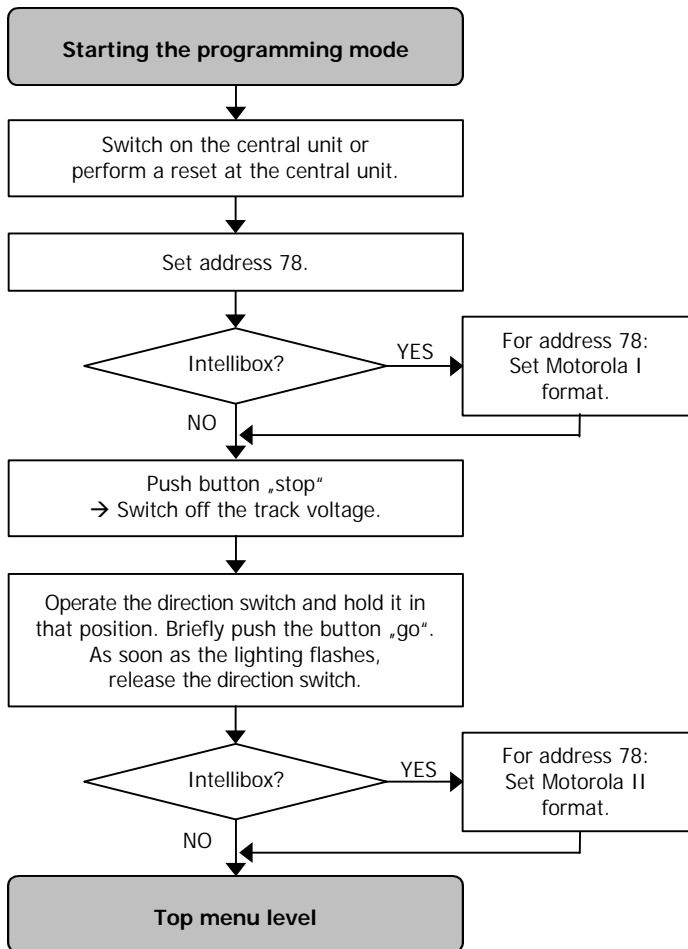 Starting the programming mode
Switch on the central unit or
perform a reset at the central unit.
Set address 78.
Intellibox?
YES
For address 78:
Set Motorola I
format.
NO
Push button „stop“
→ Switch off the track voltage.
Operate the direction switch and hold it in
that position. Briefly push the button „go“.
As soon as the lighting flashes,
release the direction switch.
Intellibox?
YES
For address 78:
Set Motorola II
format.
NO
Top menu level